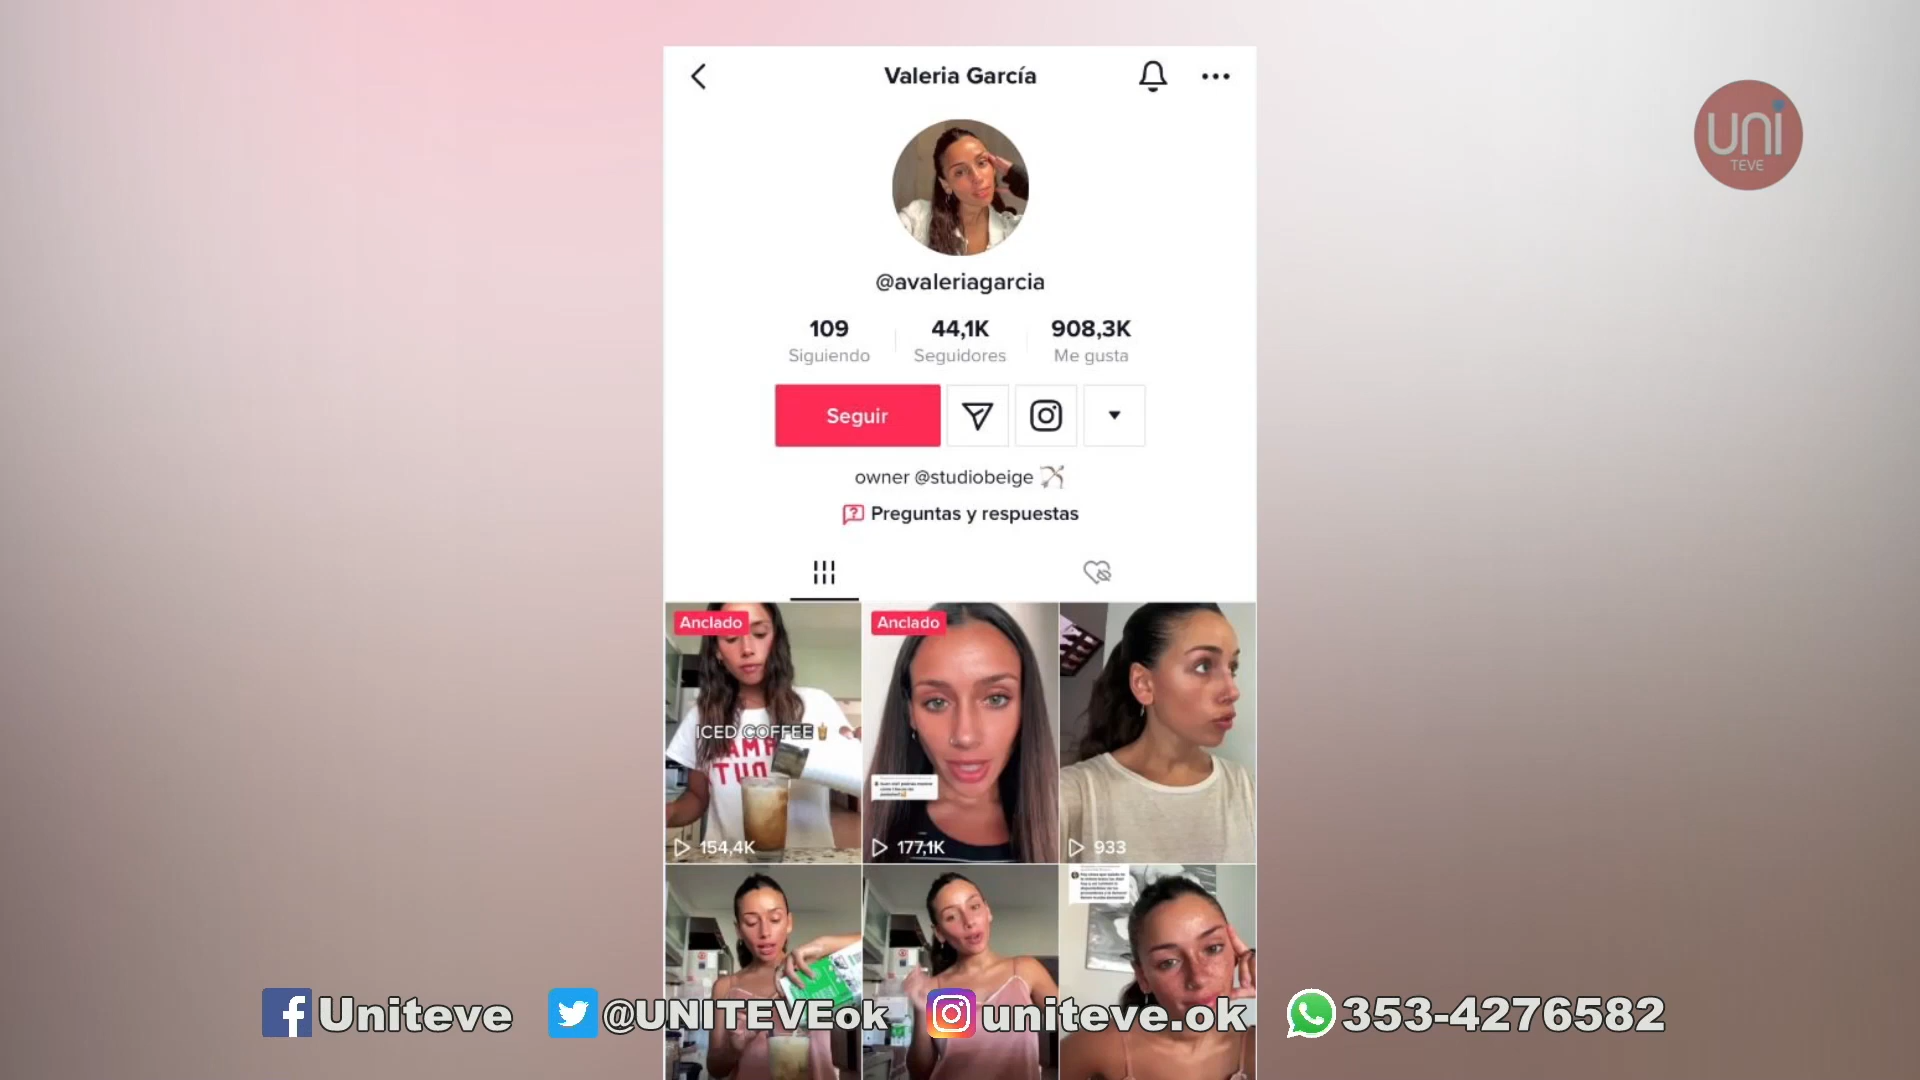 Valeria García
UNI
TEVE
@avaleriagarcia
109
44,1K
908,3K
Siguiendo
Seguidores
Me gusta
Seguir
owner @studiobeige
Preguntas y respuestas
Anclado
Anclado
ICED COFFEE
154,4K
177,1K
933
Uniteve
@UNITEVEok
uniteve.ok
353-4276582